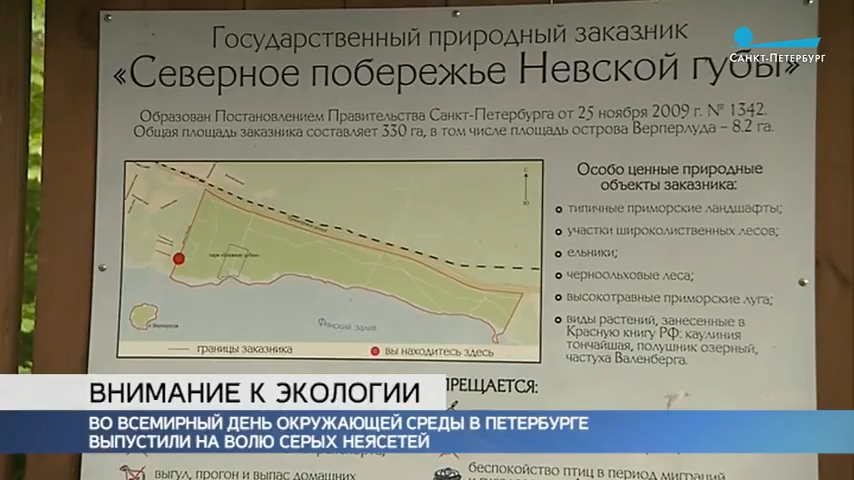 САНКТ-ПЕТЕРБУРГ
Государственный природный заказник
«Северное побережье Невской губы»
Образован Постановлением Правительства Санкт-Петербурга от 25 ноября 2009 г. № 1342.
Общая площадь заказника составляет 330 га, в том числе площадь острова Верперлуда – 8.2 га.
Финский залив
границы заказника
вы находитесь здесь
Особо ценные природные
объекты заказника:
типичные приморские ландшафты;
участки широколиственных лесов;
ельники;
черноольховые леса;
высокотравные приморские луга;
виды растений, занесенные в
Красную книгу РФ: каулиния
тончайшая, полушник озерный,
частуха Валенберга.
ПРЕЩАЕТСЯ:
ВНИМАНИЕ К ЭКОЛОГИИ
ВО ВСЕМИРНЫЙ ДЕНЬ ОКРУЖАЮЩЕЙ СРЕДЫ В ПЕТЕРБУРГЕ
ВЫПУСТИЛИ НА ВОЛЮ СЕРЫХ НЕЯСЕТЕЙ
выгул, прогон и выпас домашних
беспокойство птиц в период миграций